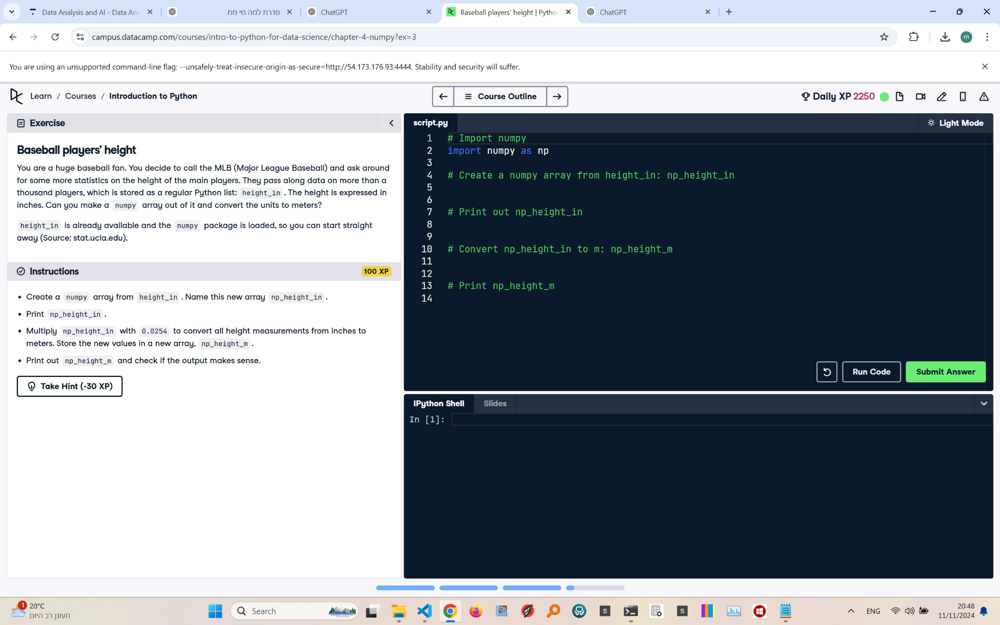 Data Analysis and AI - Data Ana
סדרת למה מי מת
ChatGPT
Baseball players' height | Pytho
ChatGPT
campus.datacamp.com/courses/intro-to-python-for-data-science/chapter-4-numpy?ex=3
m
You are using an unsupported command-line flag: --unsafely-treat-insecure-origin-as-secure=http://54.173.176.93:4444. Stability and security will suffer.
Learn / Courses / Introduction to Python
Course Outline
Daily XP 2250
Exercise
Baseball players' height
You are a huge baseball fan. You decide to call the MLB (Major League Baseball) and ask around
for some more statistics on the height of the main players. They pass along data on more than a
thousand players, which is stored as a regular Python list: height_in. The height is expressed in
inches. Can you make a numpy array out of it and convert the units to meters?
height_in is already available and the numpy package is loaded, so you can start straight
away (Source: stat.ucla.edu).
Instructions
100 XP
• Create a numpy array from height_in. Name this new array np_height_in.
• Print np_height_in.
• Multiply np_height_in with 0.0254 to convert all height measurements from inches to
meters. Store the new values in a new array, np_height_m.
• Print out np_height_m and check if the output makes sense.
Take Hint (-30 XP)
script.py
Light Mode
1 # Import numpy
2 import numpy as np
3
4 # Create a numpy array from height_in: np_height_in
5
6
7 # Print out np_height_in
8
9
10 # Convert np_height_in to m: np_height_m
11
12
13 # Print np_height_m
14
Run Code
Submit Answer
IPython Shell
Slides
In [1]:
1
20°C
מעונן רב היום
Search
S
S
ENG
20:48
11/11/2024